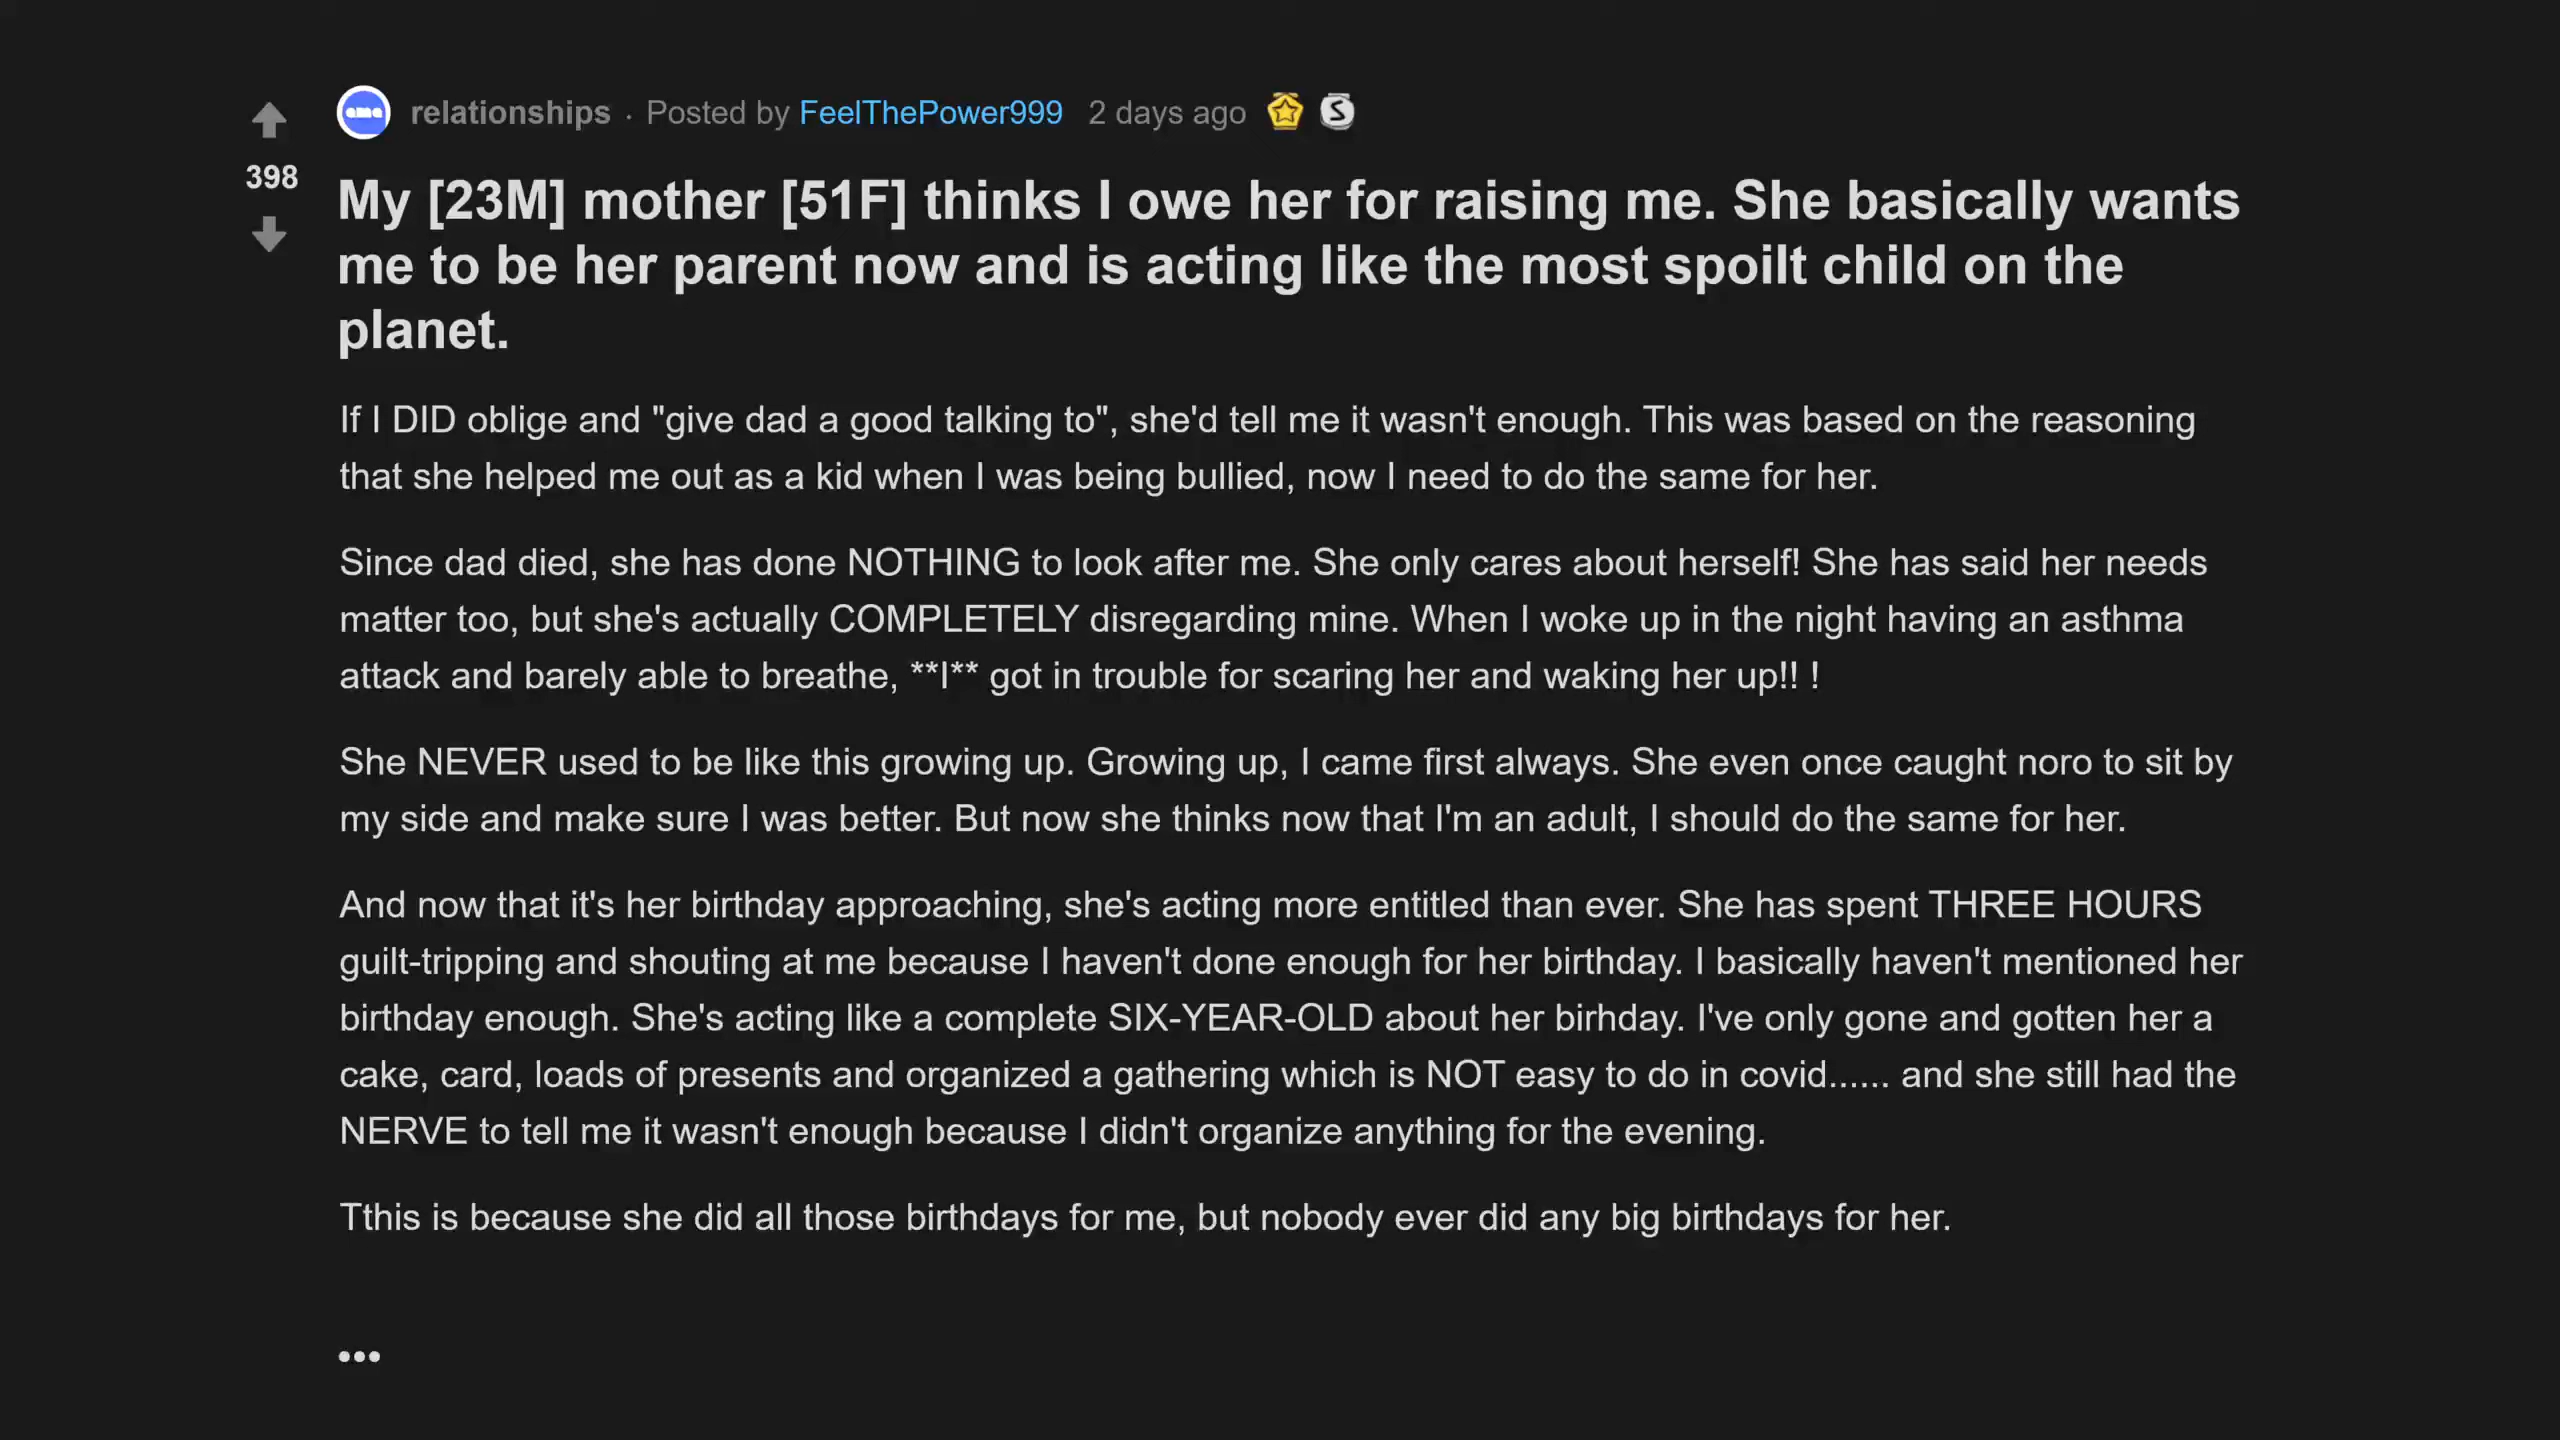 ama relationships · Posted by FeelThePower999 2 days ago S
398
My [23M] mother [51F] thinks I owe her for raising me. She basically wants
me to be her parent now and is acting like the most spoilt child on the
planet.
If I DID oblige and "give dad a good talking to", she'd tell me it wasn't enough. This was based on the reasoning
that she helped me out as a kid when I was being bullied, now I need to do the same for her.
Since dad died, she has done NOTHING to look after me. She only cares about herself! She has said her needs
matter too, but she's actually COMPLETELY disregarding mine. When I woke up in the night having an asthma
attack and barely able to breathe, **I** got in trouble for scaring her and waking her up!! !
She NEVER used to be like this growing up. Growing up, I came first always. She even once caught noro to sit by
my side and make sure I was better. But now she thinks now that I'm an adult, I should do the same for her.
And now that it's her birthday approaching, she's acting more entitled than ever. She has spent THREE HOURS
guilt-tripping and shouting at me because I haven't done enough for her birthday. I basically haven't mentioned her
birthday enough. She's acting like a complete SIX-YEAR-OLD about her birhday. I've only gone and gotten her a
cake, card, loads of presents and organized a gathering which is NOT easy to do in covid...... and she still had the
NERVE to tell me it wasn't enough because I didn't organize anything for the evening.
Tthis is because she did all those birthdays for me, but nobody ever did any big birthdays for her.
...